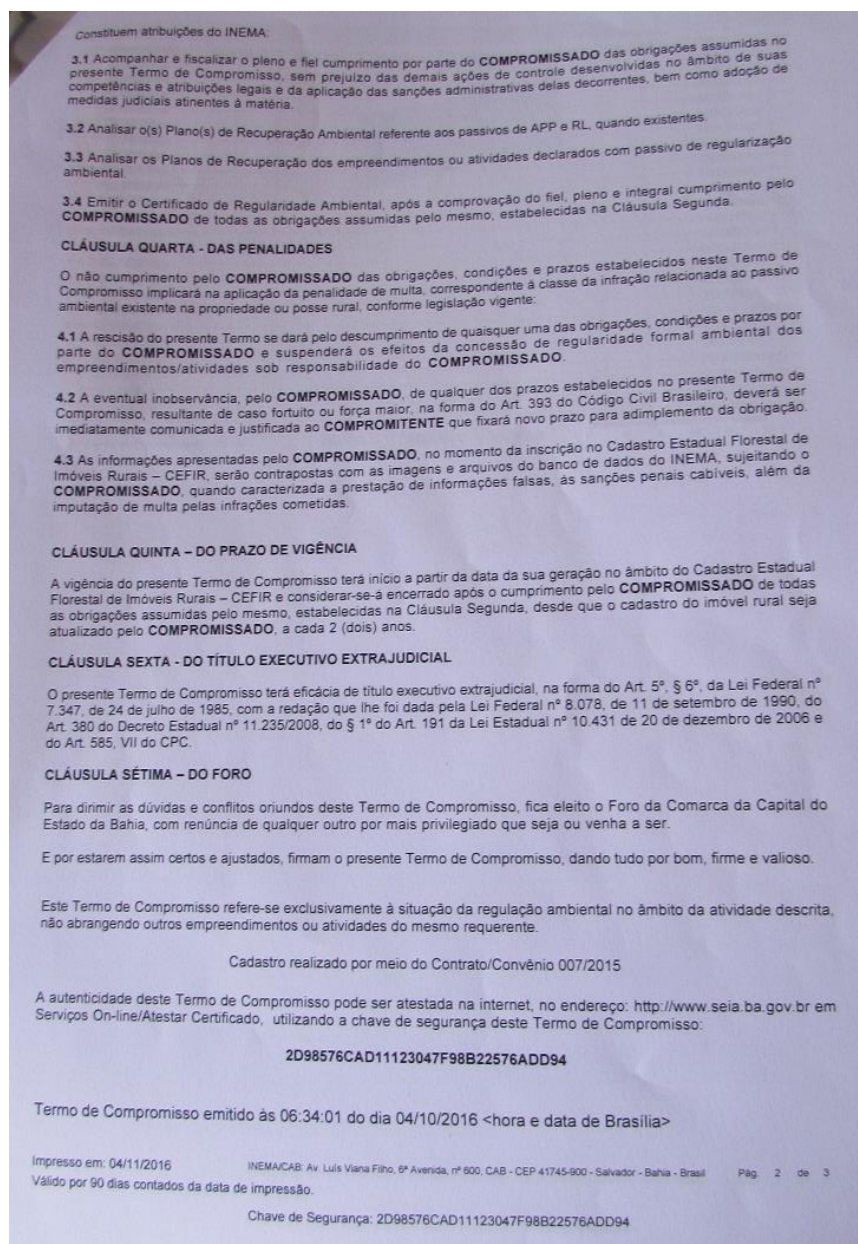 Constituem atribuições do INEMA:
3.1 Acompanhar e fiscalizar o pleno e fiel cumprimento por parte do COMPROMISSADO das obrigações assumidas no
presente Termo de Compromisso, sem prejuízo das demais ações de controle desenvolvidas no âmbito de suas
competências e atribuições legais e da aplicação das sanções administrativas delas decorrentes, bem como adoção de
medidas judiciais atinentes à matéria.
3.2 Analisar o(s) Plano(s) de Recuperação Ambiental referente aos passivos de APP e RL, quando existentes.
3.3 Analisar os Planos de Recuperação dos empreendimentos ou atividades declarados com passivo de regularização
ambiental.
3.4 Emitir o Certificado de Regularidade Ambiental, após a comprovação do fiel, pleno e integral cumprimento pelo
COMPROMISSADO de todas as obrigações assumidas pelo mesmo, estabelecidas na Cláusula Segunda.
CLÁUSULA QUARTA - DAS PENALIDADES
O não cumprimento pelo COMPROMISSADO das obrigações, condições e prazos estabelecidos neste Termo de
Compromisso implicará na aplicação da penalidade de multa, correspondente à classe da infração relacionada ao passivo
ambiental existente na propriedade ou posse rural, conforme legislação vigente:
4.1 A rescisão do presente Termo se dará pelo descumprimento de quaisquer uma das obrigações, condições e prazos por
parte do COMPROMISSADO e suspenderá os efeitos da concessão de regularidade formal ambiental dos
empreendimentos/atividades sob responsabilidade do COMPROMISSADO.
4.2 A eventual inobservância, pelo COMPROMISSADO, de qualquer dos prazos estabelecidos no presente Termo de
Compromisso, resultante de caso fortuito ou força maior, na forma do Art. 393 do Código Civil Brasileiro, deverá ser
imediatamente comunicada e justificada ao COMPROMITENTE que fixará novo prazo para adimplemento da obrigação.
4.3 As informações apresentadas pelo COMPROMISSADO, no momento da inscrição no Cadastro Estadual Florestal de
Imóveis Rurais – CEFIR, serão contrapostas com as imagens e arquivos do banco de dados do INEMA, sujeitando o
COMPROMISSADO, quando caracterizada a prestação de informações falsas, às sanções penais cabíveis, além da
imputação de multa pelas infrações cometidas.
CLÁUSULA QUINTA – DO PRAZO DE VIGÊNCIA
A vigência do presente Termo de Compromisso terá início a partir da data da sua geração no âmbito do Cadastro Estadual
Florestal de Imóveis Rurais – CEFIR e considerar-se-á encerrado após o cumprimento pelo COMPROMISSADO de todas
as obrigações assumidas pelo mesmo, estabelecidas na Cláusula Segunda, desde que o cadastro do imóvel rural seja
atualizado pelo COMPROMISSADO, a cada 2 (dois) anos.
CLÁUSULA SEXTA - DO TÍTULO EXECUTIVO EXTRAJUDICIAL
O presente Termo de Compromisso terá eficácia de título executivo extrajudicial, na forma do Art. 5º, § 6º, da Lei Federal nº
7.347, de 24 de julho de 1985, com a redação que lhe foi dada pela Lei Federal nº 8.078, de 11 de setembro de 1990, do
Art. 380 do Decreto Estadual nº 11.235/2008, do § 1º do Art. 191 da Lei Estadual nº 10.431 de 20 de dezembro de 2006 e
do Art. 585, VII do CPC.
CLÁUSULA SÉTIMA – DO FORO
Para dirimir as dúvidas e conflitos oriundos deste Termo de Compromisso, fica eleito o Foro da Comarca da Capital do
Estado da Bahia, com renúncia de qualquer outro por mais privilegiado que seja ou venha a ser.
E por estarem assim certos e ajustados, firmam o presente Termo de Compromisso, dando tudo por bom, firme e valioso.
Este Termo de Compromisso refere-se exclusivamente à situação da regulação ambiental no âmbito da atividade descrita,
não abrangendo outros empreendimentos ou atividades do mesmo requerente.
Cadastro realizado por meio do Contrato/Convênio 007/2015
A autenticidade deste Termo de Compromisso pode ser atestada na internet, no endereço: http://www.seia.ba.gov.br em
Serviços On-line/Atestar Certificado, utilizando a chave de segurança deste Termo de Compromisso:
2D98576CAD11123047F98B22576ADD94
Termo de Compromisso emitido às 06:34:01 do dia 04/10/2016 <hora e data de Brasília>
Impresso em: 04/11/2016 INEMA/CAB: Av. Luís Viana Filho, 6ª Avenida, nº 600, CAB - CEP 41745-900 - Salvador - Bahia - Brasil Pág. 2 de 3
Válido por 90 dias contados da data de impressão.
Chave de Segurança: 2D98576CAD11123047F98B22576ADD94